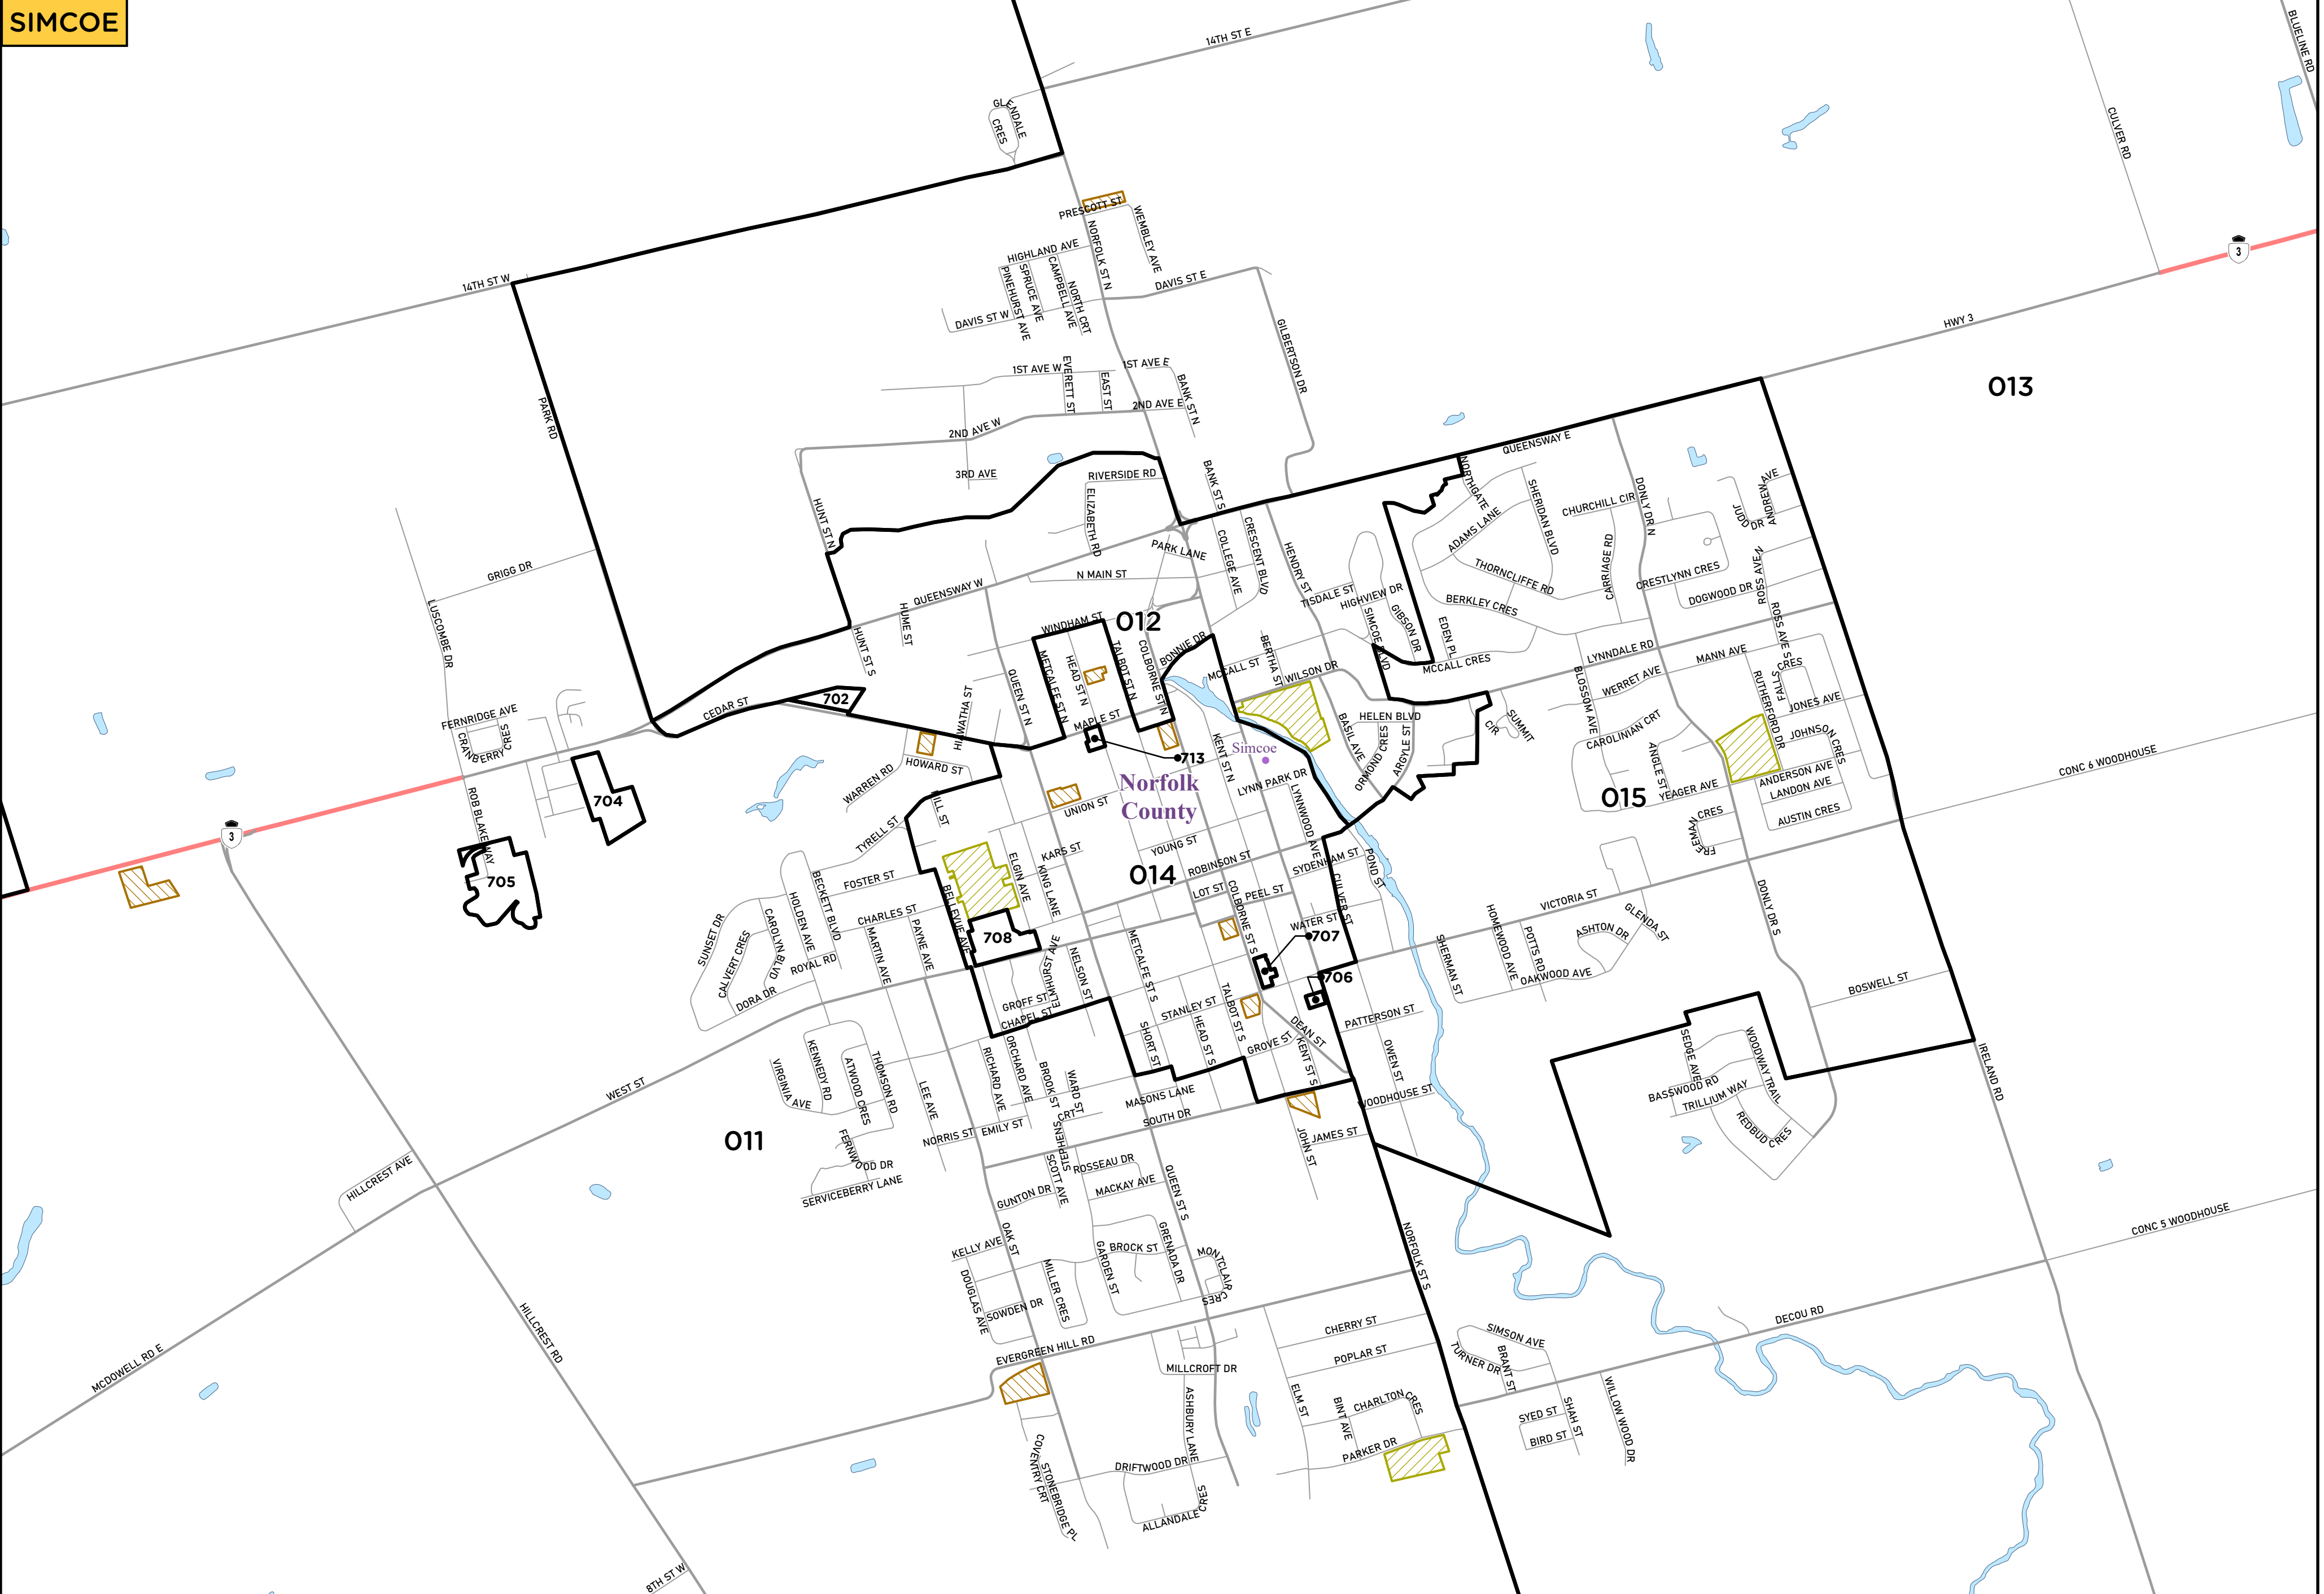 SIMCOE
14TH ST E
BLUELINE RD
GLENDALE
CRES
CULVER RD
PRESCOTT ST
WEMBLEY AVE
NORFOLK ST N
HIGHLAND AVE
PINEHURST AVE
SPRUCE AVE
CAMPBELL AVE
NORTH CRT
DAVIS ST E
DAVIS ST W
14TH ST W
3
HWY 3
GILBERTSON DR
013
1ST AVE W
1ST AVE E
EVERETT ST
EAST ST
BANK ST N
2ND AVE E
2ND AVE W
PARK RD
3RD AVE
RIVERSIDE RD
ELIZABETH RD
BANK ST S
QUEENSWAY E
NORTHGATE
ADAMS LANE
SHERIDAN BLVD
CHURCHILL CIR
DONLY DR N
JUDD DR
ANDREW AVE
HUNT ST N
PARK LANE
COLLEGE AVE
CRESCENT BLVD
HENDRY ST
N MAIN ST
QUEENSWAY W
GRIGG DR
THORNCLIFFE RD
CARRIAGE RD
CRESTLYNN CRES
DOGWOOD DR
ROSS AVE N
ROSS AVE S
TISDALE ST
HIGHVIEW DR
GIBSON DR
SIMCOE BLVD
BERKLEY CRES
EDEN PL
MCCALL CRES
LUSCOMBE DR
HUME ST
HUNT ST S
WINDHAM ST
012
METCALFE ST N
HEAD ST N
TALBOT ST N
COLBORNE ST N
BONNIE DR
MCCALL ST
BERTHA ST
WILSON DR
LYNNDALE RD
MANN AVE
WERRET AVE
BLOSSOM AVE
RUTHERFORD DR
FALLS
CRES
JONES AVE
702
CEDAR ST
QUEEN ST N
HIAWATHA ST
MAPLE ST
KENT ST N
BASIL AVE
HELEN BLVD
ORMOND CRES
ARGYLE ST
SUMMIT
CIR
CAROLINIAN CRT
ANGLE ST
JOHNSON
CRES
FERNRIDGE AVE
CRANBERRY
CRES
713
Simcoe
Norfolk
County
LYNN PARK DR
LYNNWOOD AVE
015
YEAGER AVE
ANDERSON AVE
LANDON AVE
AUSTIN CRES
FREEMAN
CRES
CONC 6 WOODHOUSE
WARREN RD
HOWARD ST
HILL ST
UNION ST
TYRELL ST
704
ROB BLAKE WAY
705
3
YOUNG ST
ROBINSON ST
SYDENHAM ST
POND ST
014
KARS ST
KING LANE
ELGIN AVE
FOSTER ST
BECKETT BLVD
HOLDEN AVE
CHARLES ST
BELLEVUE AVE
LOT ST
PEEL ST
COLBORNE ST S
CULVER ST
WATER ST
VICTORIA ST
GLENDA ST
DONLY DR S
SUNSET DR
CALVERT CRES
CAROLYN BLVD
ROYAL RD
MARTIN AVE
PAYNE AVE
708
707
706
DORA DR
ELMHURST AVE
NELSON ST
METCALFE ST S
GROFF ST
CHAPEL ST
STANLEY ST
TALBOT ST S
SHORT ST
HEAD ST S
GROVE ST
DEAN ST
KENT ST S
PATTERSON ST
OWEN ST
SHERMAN ST
HOMEWOOD AVE
POTTS RD
ASHTON DR
OAKWOOD AVE
BOSWELL ST
WEST ST
VIRGINIA AVE
KENNEDY RD
ATWOOD CRES
THOMSON RD
LEE AVE
RICHARD AVE
ORCHARD AVE
BROOK ST
WARD ST
MASONS LANE
SOUTH DR
WOODHOUSE ST
SEDGE AVE
WOODWAY TRAIL
BASSWOOD RD
TRILLIUM WAY
REDBUD CRES
IRELAND RD
011
FERNWOOD DR
SERVICEBERRY LANE
NORRIS ST
EMILY ST
STEPHENS
CRT
SCOTT AVE
ROSSEAU DR
MACKAY AVE
GUNTON DR
QUEEN ST S
JOHN ST
JAMES ST
HILLCREST AVE
NORFOLK ST S
CONC 5 WOODHOUSE
OAK ST
KELLY AVE
DOUGLAS AVE
SOWDEN DR
MILLER CRES
GARDEN ST
BROCK ST
GRENADA DR
MONTCLAIR
CRES
HILLCREST RD
MCDOWELL RD E
EVERGREEN HILL RD
MILLCROFT DR
CHERRY ST
POPLAR ST
ELM ST
BINT AVE
CHARLTON
CRES
PARKER DR
TURNER DR
SIMSON AVE
BRANT ST
DECOU RD
SYED ST
BIRD ST
SHAH ST
WILLOW WOOD DR
ASHBURY LANE
COVENTRY CRT
STONEBRIDGE PL
DRIFTWOOD DR
ALLANDALE
CRES
8TH ST W